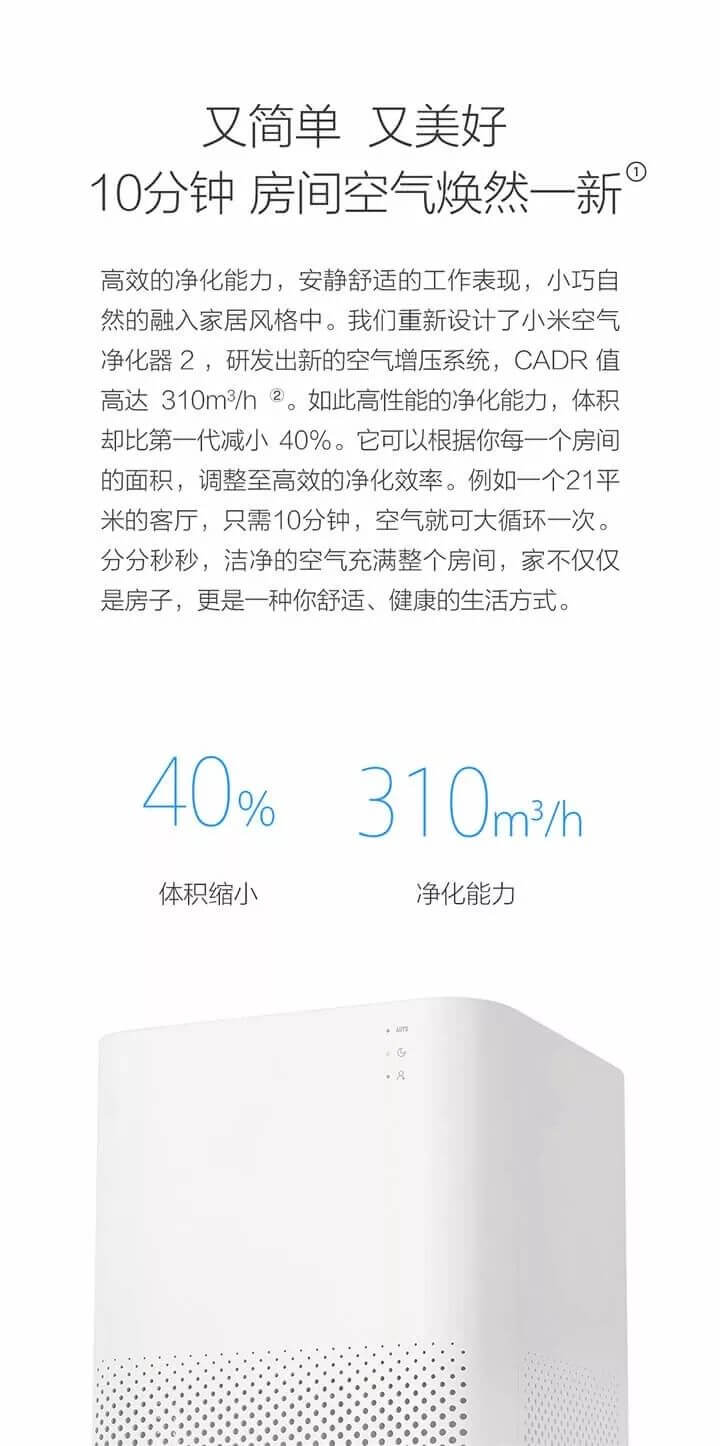 又简单 又美好
10分钟 房间空气焕然一新①
高效的净化能力，安静舒适的工作表现，小巧自
然的融入家居风格中。我们重新设计了小米空气
净化器 2 ，研发出新的空气增压系统，CADR 值
高达 310m³/h ②。如此高性能的净化能力，体积
却比第一代减小 40%。它可以根据你每一个房间
的面积，调整至高效的净化效率。例如一个21平
米的客厅，只需10分钟，空气就可大循环一次。
分分秒秒，洁净的空气充满整个房间，家不仅仅
是房子，更是一种你舒适、健康的生活方式。
40% 310m³/h
体积缩小 净化能力
AUTO